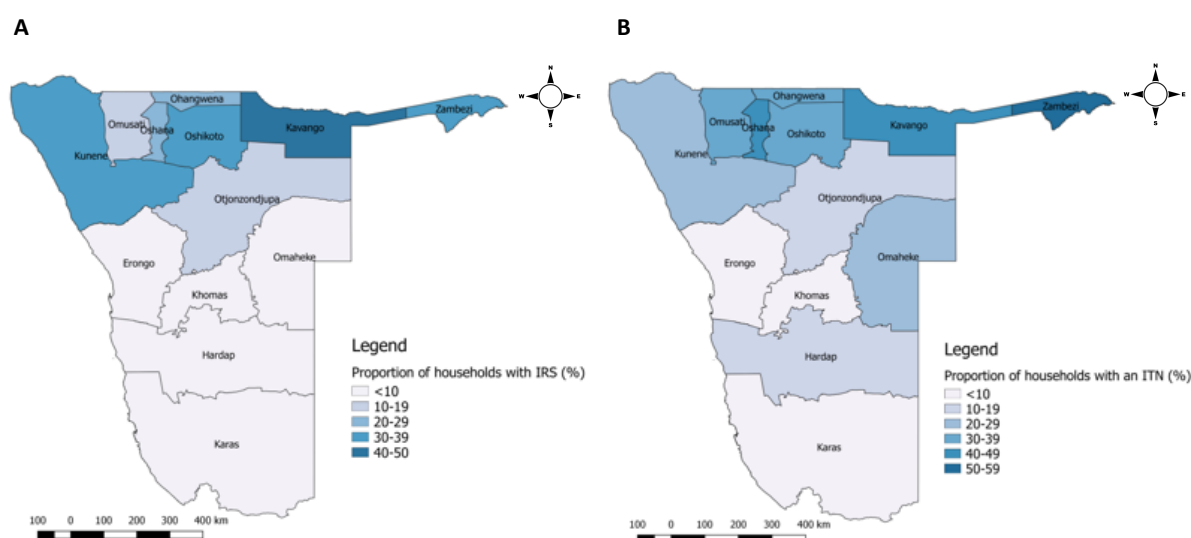 A
N
W E
S
Ohangwena
Zambezi
Omusati
Oshana
Oshikoto
Kavango
Kunene
Otjonzondjupa
Erongo
Omaheke
Khomas
Hardap
Karas
Legend
Proportion of households with IRS (%)
<10
10-19
20-29
30-39
40-50
100 0 100 200 300 400 km
B
N
W E
S
Ohangwena
Zambezi
Omusati
Oshana
Oshikoto
Kavango
Kunene
Otjonzondjupa
Erongo
Omaheke
Khomas
Hardap
Karas
Legend
Proportion of households with an ITN (%)
<10
10-19
20-29
30-39
40-49
50-59
100 0 100 200 300 400 km